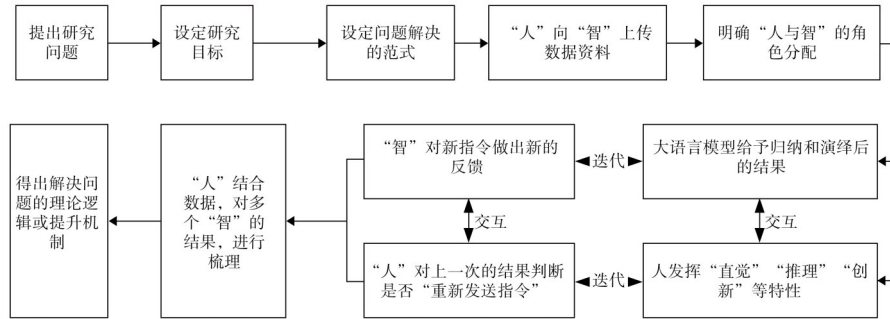 提出研究
问题
设定研究
目标
设定问题解决
的范式
“人”向“智”上传
数据资料
明确“人与智”的角
色分配
得出解决问
题的理论逻
辑或提升机
制
“人”结合
数据，对多
个“智”的
结果，进行
梳理
“智”对新指令做出新的
反馈
迭代
大语言模型给予归纳和演绎后
的结果
交互
交互
“人”对上一次的结果判断
是否“重新发送指令”
迭代
人发挥“直觉”“推理”“创
新”等特性